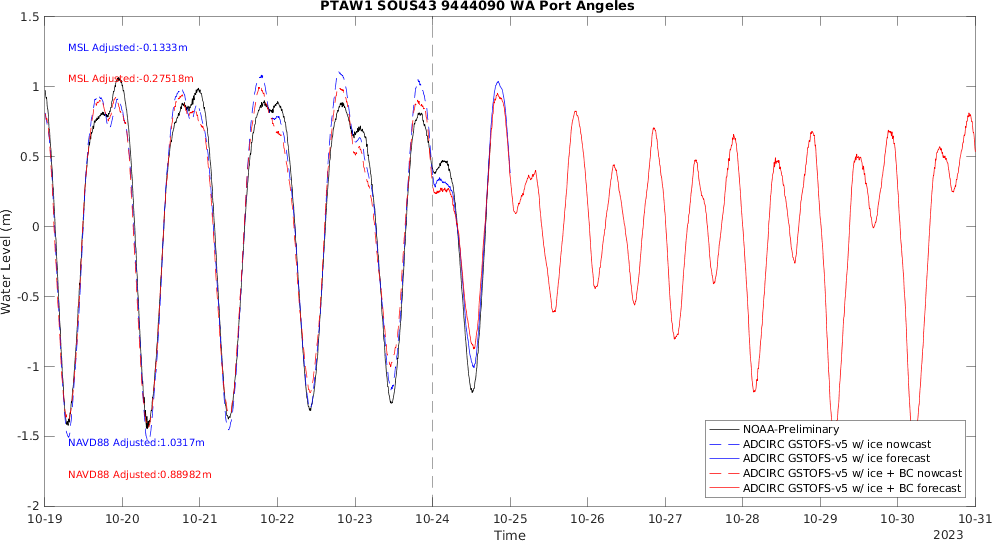 PTAW1 SOUS43 9444090 WA Port Angeles
MSL Adjusted:-0.1333m
MSL Adjusted:-0.27518m
NAVD88 Adjusted:1.0317m
NAVD88 Adjusted:0.88982m
Water Level (m)
1.5
1
0.5
0
-0.5
-1
-1.5
-2
NOAA-Preliminary
ADCIRC GSTOFS-v5 w/ ice nowcast
ADCIRC GSTOFS-v5 w/ ice forecast
ADCIRC GSTOFS-v5 w/ ice + BC nowcast
ADCIRC GSTOFS-v5 w/ ice + BC forecast
10-19 10-20 10-21 10-22 10-23 10-24 10-25 10-26 10-27 10-28 10-29 10-30 10-31
Time
2023